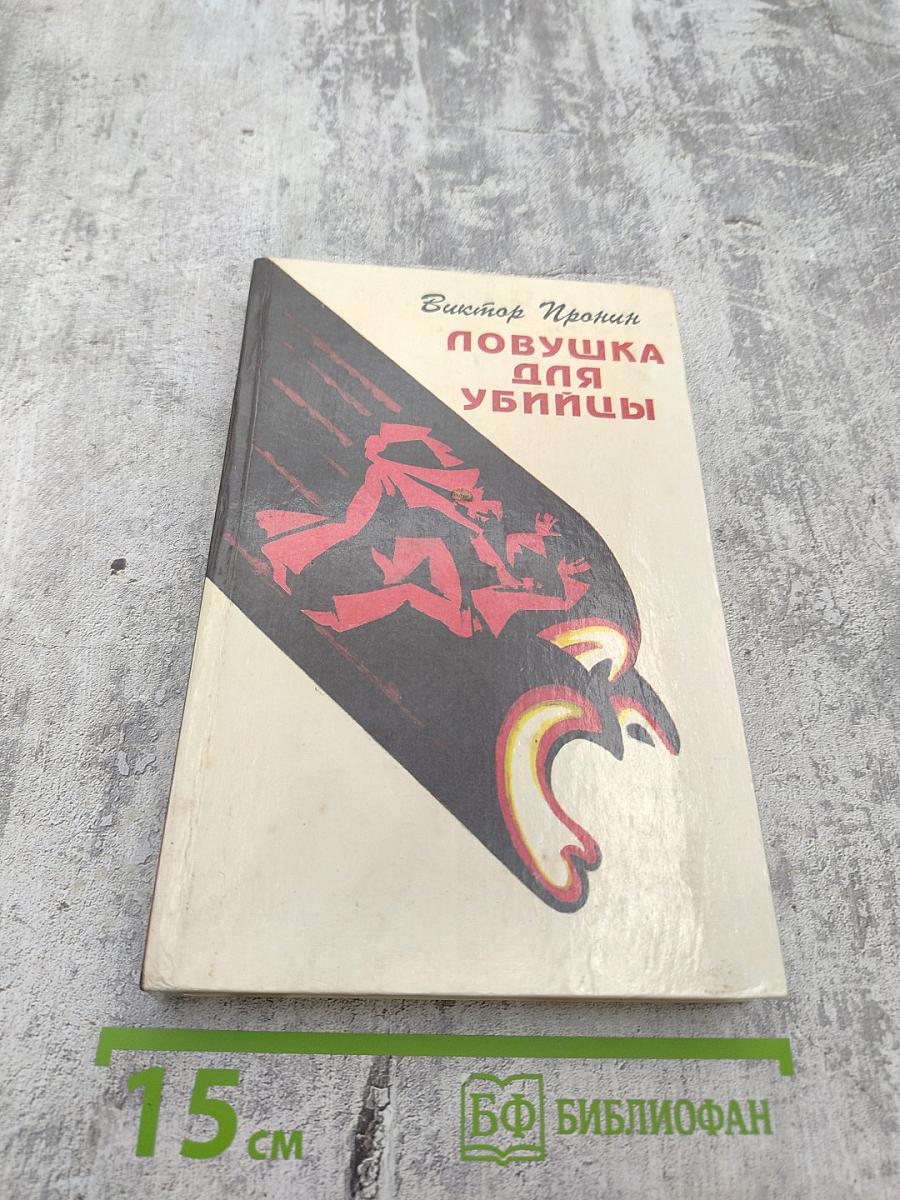 Виктор Пронин
ЛОВУШКА
ДЛЯ
УБИЙЦЫ
15 см
БФ БИБЛИОФАН